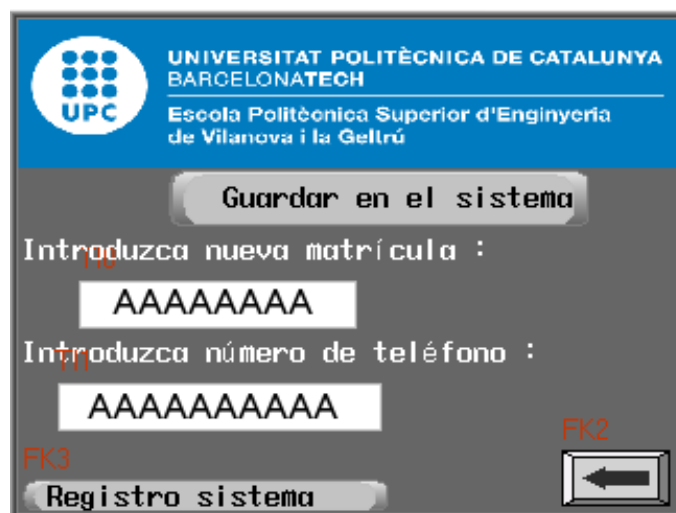 UPC
UNIVERSITAT POLITÈCNICA DE CATALUNYA
BARCELONATECH
Escola Politècnica Superior d'Enginyeria
de Vilanova i la Geltrú
Guardar en el sistema
Introduzca nueva matrícula :
AAAAAAAA
Introduzca número de teléfono :
AAAAAAAAAA
FK2
FK3
Registro sistema